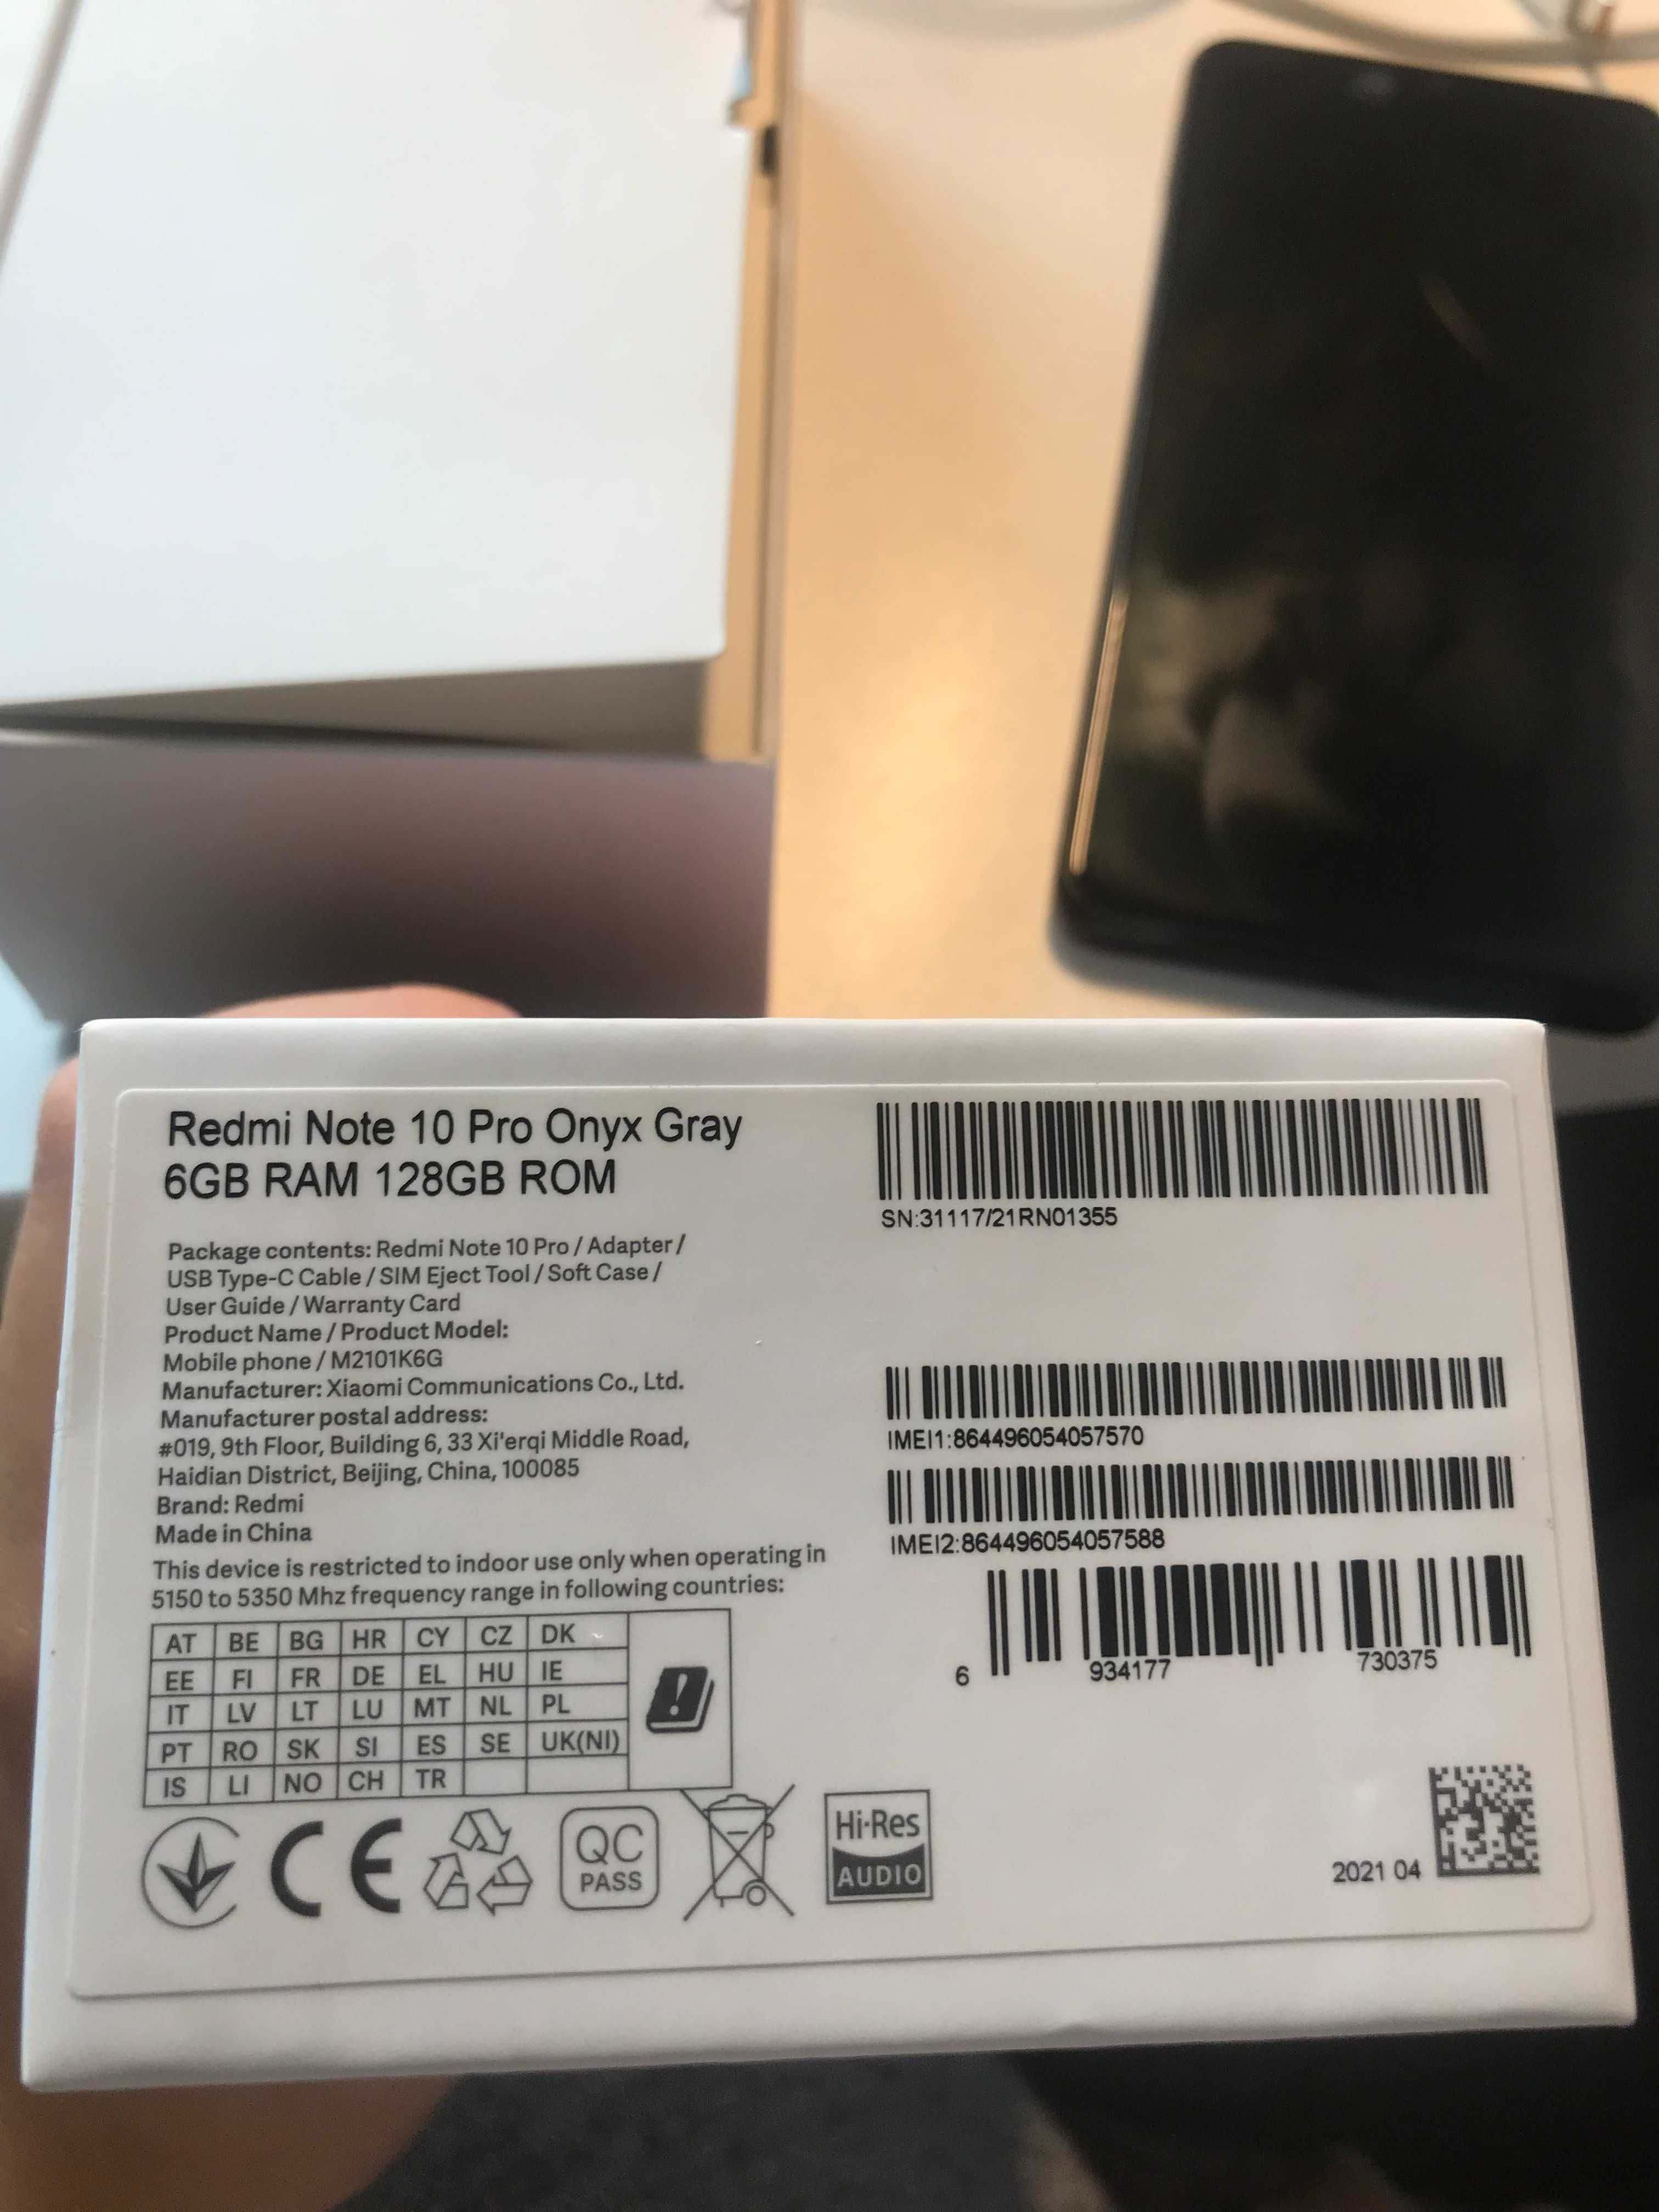 Redmi Note 10 Pro Onyx Gray
6GB RAM 128GB ROM
Package contents: Redmi Note 10 Pro / Adapter /
USB Type-C Cable / SIM Eject Tool / Soft Case /
User Guide / Warranty Card
Product Name / Product Model:
Mobile phone / M2101K6G
Manufacturer: Xiaomi Communications Co., Ltd.
Manufacturer postal address:
#019, 9th Floor, Building 6, 33 Xi'erqi Middle Road,
Haidian District, Beijing, China, 100085
Brand: Redmi
Made in China
This device is restricted to indoor use only when operating in
5150 to 5350 Mhz frequency range in following countries:
AT BE BG HR CY CZ DK
EE FI FR DE EL HU IE
IT LV LT LU MT NL PL
PT RO SK SI ES SE UK(NI)
IS LI NO CH TR
CE
QC
PASS
Hi-Res
AUDIO
SN:31117/21RN01355
IMEI1:864496054057570
IMEI2:864496054057588
6 934177 730375
2021 04